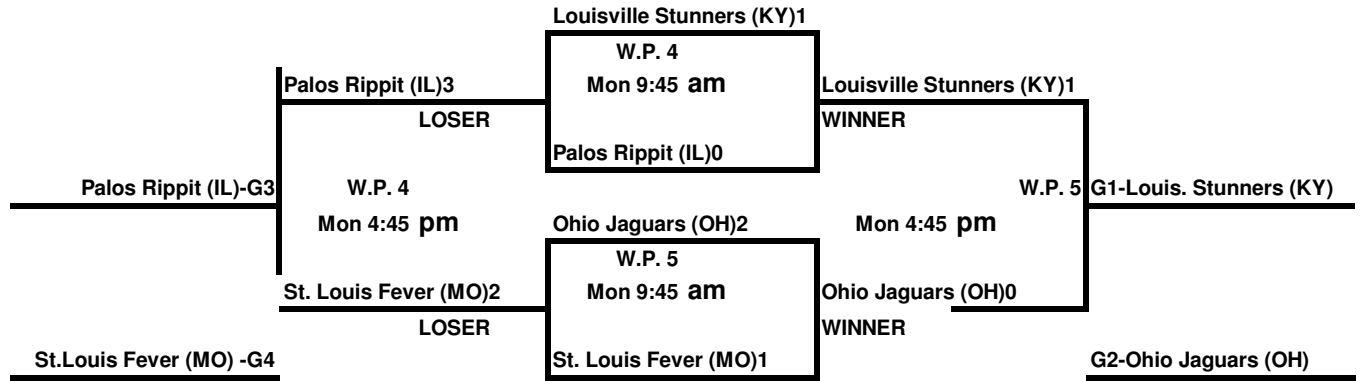 Louisville Stunners (KY)1
W.P. 4
Palos Rippit (IL)3
Mon 9:45 am
Louisville Stunners (KY)1
LOSER
WINNER
Palos Rippit (IL)0
Palos Rippit (IL)-G3
W.P. 4
W.P. 5
G1-Louis. Stunners (KY)
Mon 4:45 pm
Ohio Jaguars (OH)2
Mon 4:45 pm
W.P. 5
St. Louis Fever (MO)2
Mon 9:45 am
Ohio Jaguars (OH)0
LOSER
WINNER
St.Louis Fever (MO) -G4
St. Louis Fever (MO)1
G2-Ohio Jaguars (OH)